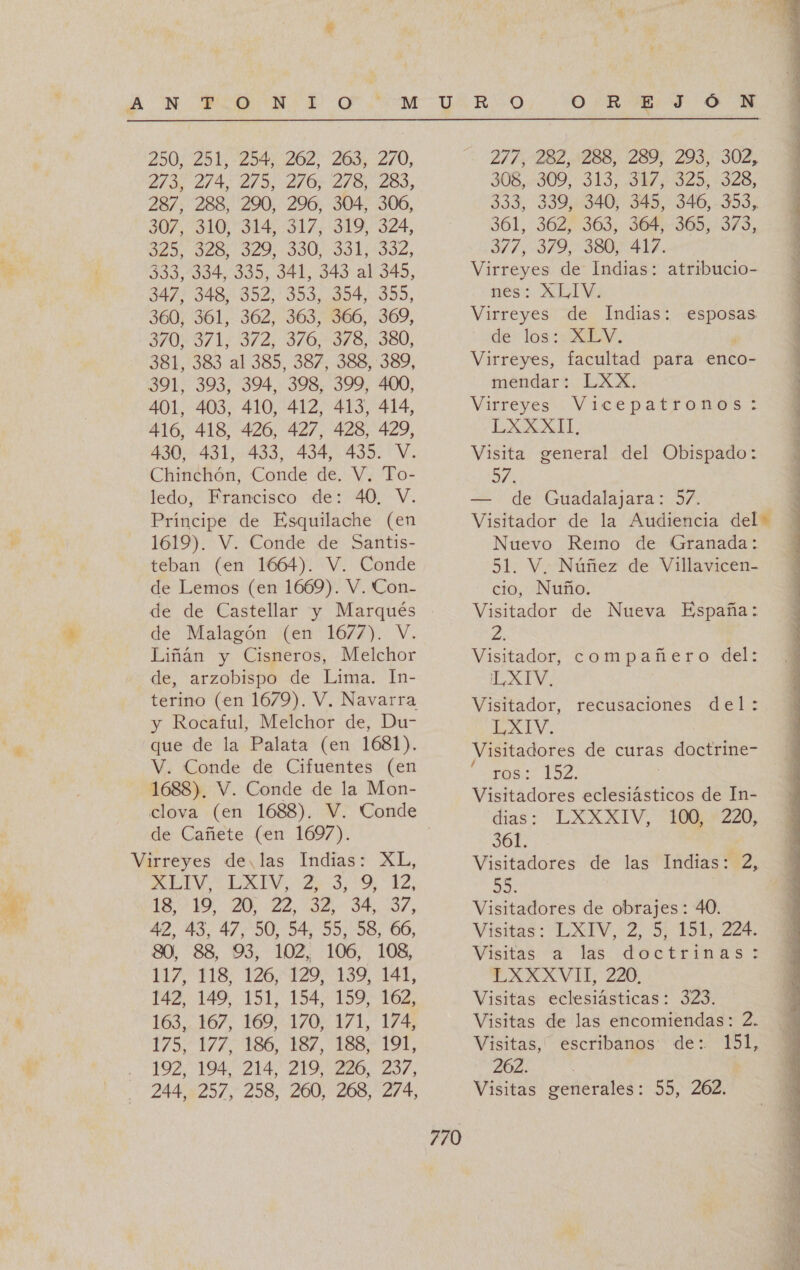 ANTONIO MURO OREJÓN
250, 251, 254, 262, 263, 270,
273, 274, 275, 276, 278, 283,
287, 288, 290, 296, 304, 306,
307, 310, 314, 317, 319, 324,
325, 328, 329, 330, 331, 332,
333, 334, 335, 341, 343 al 345,
347, 348, 352, 353, 354, 355,
360, 361, 362, 363, 366, 369,
370, 371, 372, 376, 378, 380,
381, 383 al 385, 387, 388, 389,
391, 393, 394, 398, 399, 400,
401, 403, 410, 412, 413, 414,
416, 418, 426, 427, 428, 429,
430, 431, 433, 434, 435. V.
Chinchón, Conde de. V. To-
ledo, Francisco de: 40. V.
Principe de Esquilache (en
1619). V. Conde de Santis-
teban (en 1664). V. Conde
de Lemos (en 1669). V. Con-
de de Castellar y Marqués
de Malagón (en 1677). V.
Liñán y Cisneros, Melchor
de, arzobispo de Lima. In-
terino (en 1679). V. Navarra
y Rocaful, Melchor de, Du-
que de la Palata (en 1681).
V. Conde de Cifuentes (en
1688). V. Conde de la Mon-
clova (en 1688). V. Conde
de Cañete (en 1697).
Virreyes de las Indias: XL,
XLIV, LXIV, 2, 3, 9, 12,
18, 19, 20, 22, 32, 34, 37,
42, 43, 47, 50, 54, 55, 58, 66,
80, 88, 93, 102, 106, 108,
117, 118, 126, 129, 139, 141,
142, 149, 151, 154, 159, 162,
163, 167, 169, 170, 171, 174,
175, 177, 186, 187, 188, 191,
192, 194, 214, 219, 226, 237,
244, 257, 258, 260, 268, 274,
277, 282, 288, 289, 293, 302,
308, 309, 313, 317, 325, 328,
333, 339, 340, 345, 346, 353,
361, 362, 363, 364, 365, 373,
377, 379, 380, 417.
Virreyes de Indias: atribucio-
nes: XLIV.
Virreyes de Indias: esposas
de los: XLV.
Virreyes, facultad para enco-
mendar: LXX.
Virreyes Vicepatronos:
LXXXII.
Visita general del Obispado:
57.
— de Guadalajara: 57.
Visitador de la Audiencia del
Nuevo Reino de Granada:
51. V. Núñez de Villavicen-
cio, Nuño.
Visitador de Nueva España:
2.
Visitador, compañero del:
LXIV.
Visitador, recusaciones del:
LXIV.
Visitadores de curas doctrine-
ros: 152.
Visitadores eclesiásticos de In-
dias: LXXXIV, 100, 220,
361.
Visitadores de las Indias: 2,
55.
Visitadores de obrajes: 40.
Visitas: LXIV, 2, 5, 151, 224.
Visitas a las doctrinas:
LXXXVII, 220.
Visitas eclesiásticas: 323.
Visitas de las encomiendas: 2.
Visitas, escribanos de: 151,
262.
Visitas generales: 55, 262.
770